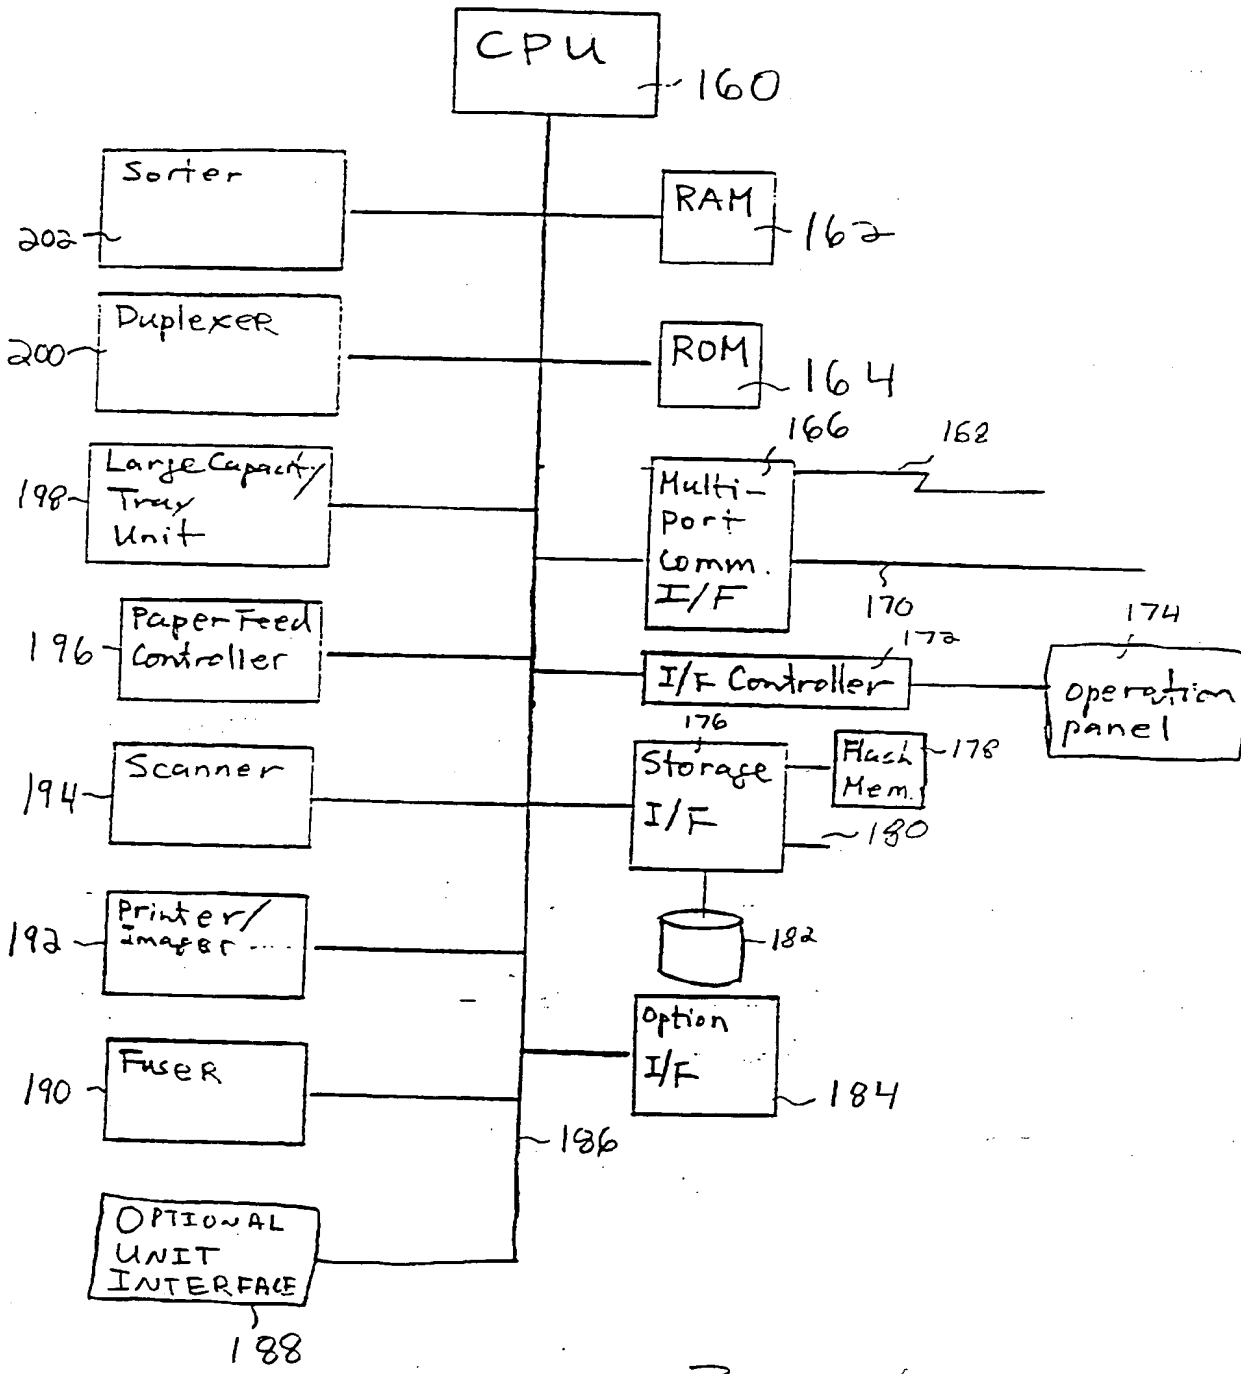 CPU
160
Sorter
202
RAM
162
Duplexer
200
ROM
164
166
168
Large Capacity
Tray
Unit
198
Multi-
Port
Comm.
I/F
170
Paper Feed
Controller
196
172
I/F Controller
174
operation
panel
Scanner
194
176
Storage
I/F
Flash
Mem.
178
180
Printer/
Imager
192
182
Option
I/F
184
Fuser
190
186
OPTIONAL
UNIT
INTERFACE
188